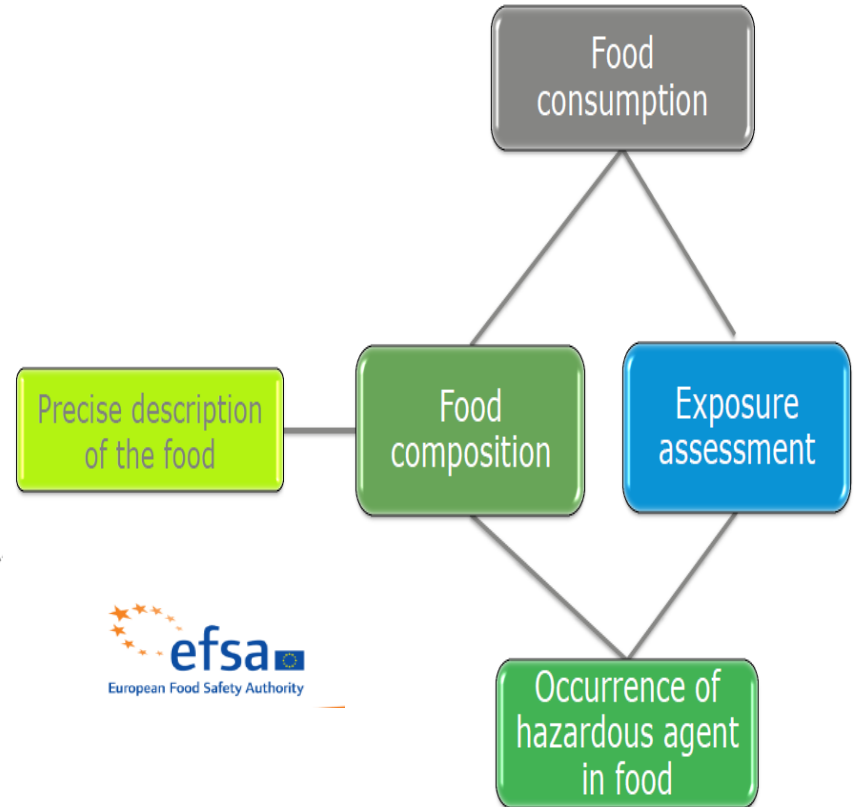 Food
consumption
Precise description
of the food
Food
composition
Exposure
assessment
efsa
European Food Safety Authority
Occurrence of
hazardous agent
in food